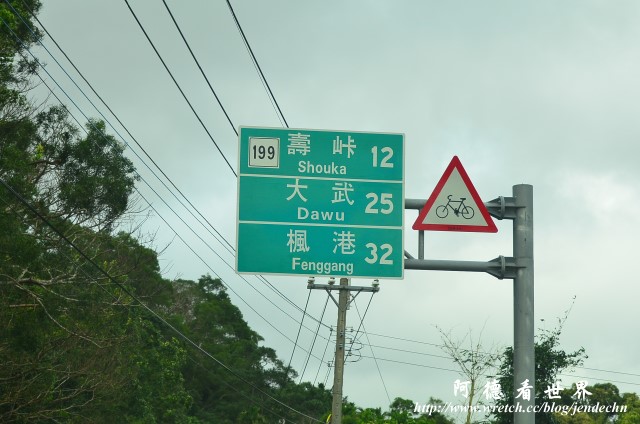 199 壽峠 12
Shouka
大武 25
Dawu
楓港 32
Fenggang
阿德看世界
http://www.wretch.cc/blog/jendechn